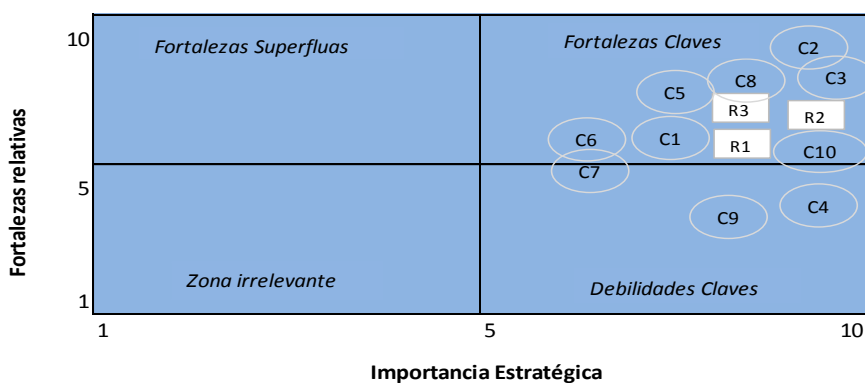 10
Fortalezas Superfluas
Fortalezas Claves
C2
C3
C8
C5
R3
R2
C6
C1
R1
C10
C7
5
C4
C9
Zona irrelevante
Debilidades Claves
1
1
5
10
Fortalezas relativas
Importancia Estratégica